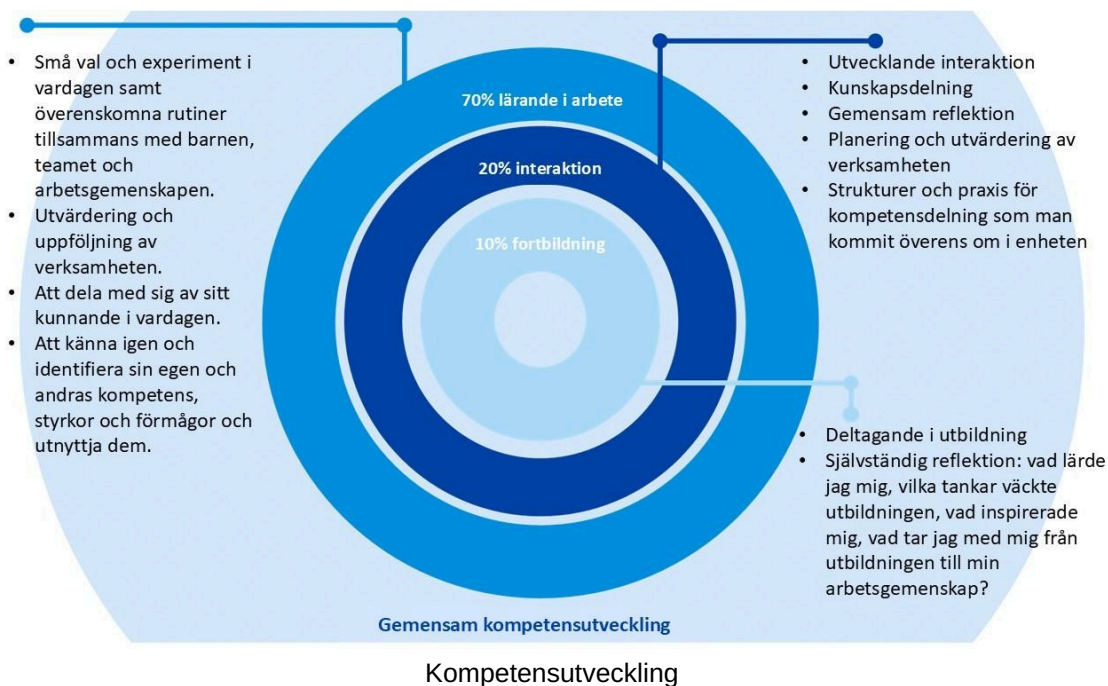 • Små val och experiment i
vardagen samt
överenskomna rutiner
tillsammans med barnen,
teamet och
arbetsgemenskapen.
• Utvärdering och
uppföljning av
verksamheten.
• Att dela med sig av sitt
kunnande i vardagen.
• Att känna igen och
identifiera sin egen och
andras kompetens,
styrkor och förmågor och
utnyttja dem.
70% lärande i arbete
20% interaktion
10% fortbildning
• Utvecklande interaktion
• Kunskapsdelning
• Gemensam reflektion
• Planering och utvärdering av
verksamheten
• Strukturer och praxis för
kompetensdelning som man
kommit överens om i enheten
• Deltagande i utbildning
• Självständig reflektion: vad lärde
jag mig, vilka tankar väckte
utbildningen, vad inspirerade
mig, vad tar jag med mig från
utbildningen till min
arbetsgemenskap?
Gemensam kompetensutveckling
Kompetensutveckling